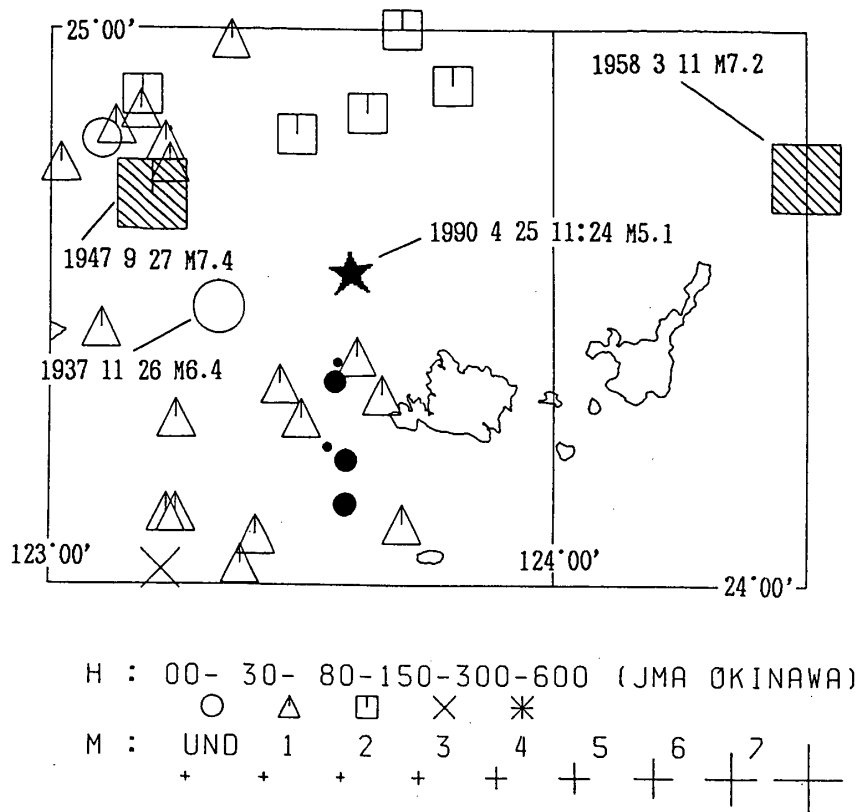 25°00'
1958 3 11 M7.2
1990 4 25 11:24 M5.1
1947 9 27 M7.4
1937 11 26 M6.4
123°00'
124°00'
24°00'
H : 00- 30- 80-150-300-600 (JMA OKINAWA)
M : UND 1 2 3 4 5 6 7